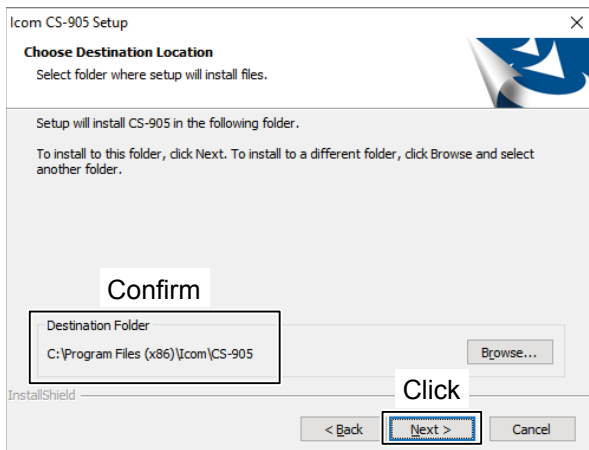 Icom CS-905 Setup
Choose Destination Location
Select folder where setup will install files.
Setup will install CS-905 in the following folder.
To install to this folder, click Next. To install to a different folder, click Browse and select
another folder.
Confirm
Destination Folder
C:\Program Files (x86)\Icom\CS-905
Browse...
Click
InstallShield
< Back
Next >
Cancel